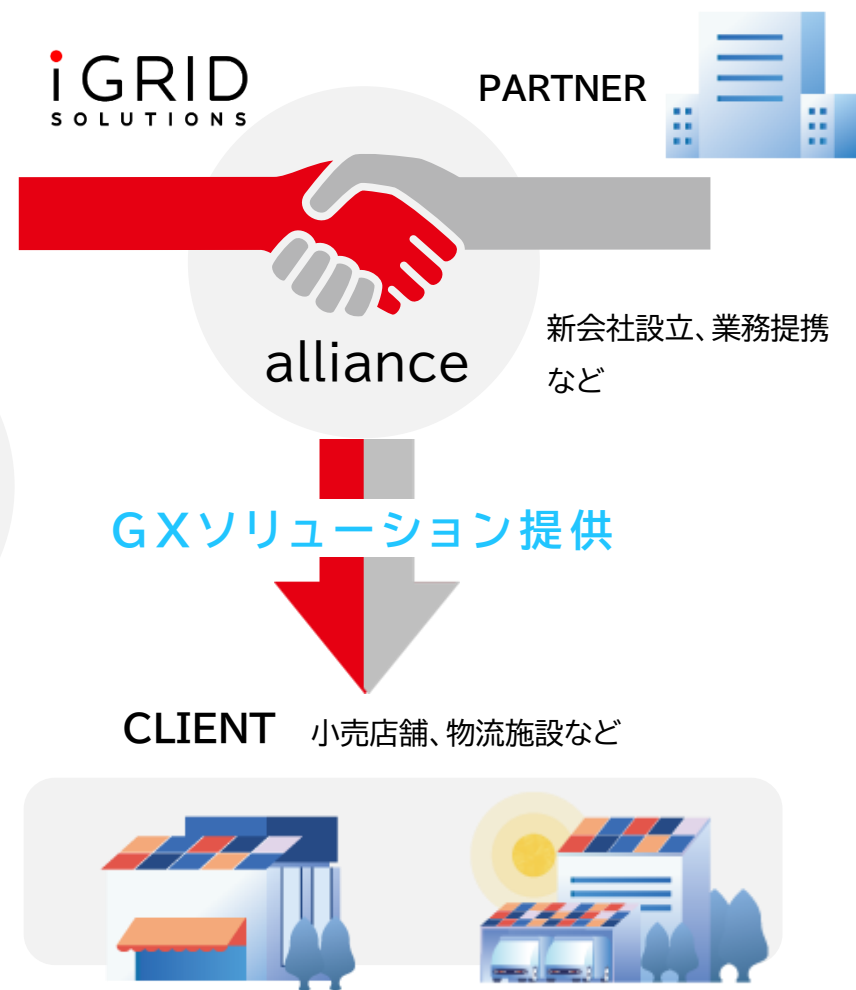 iGRID
SOLUTIONS
PARTNER
alliance
新会社設立、業務提携
など
GXソリューション提供
CLIENT 小売店舗、物流施設など